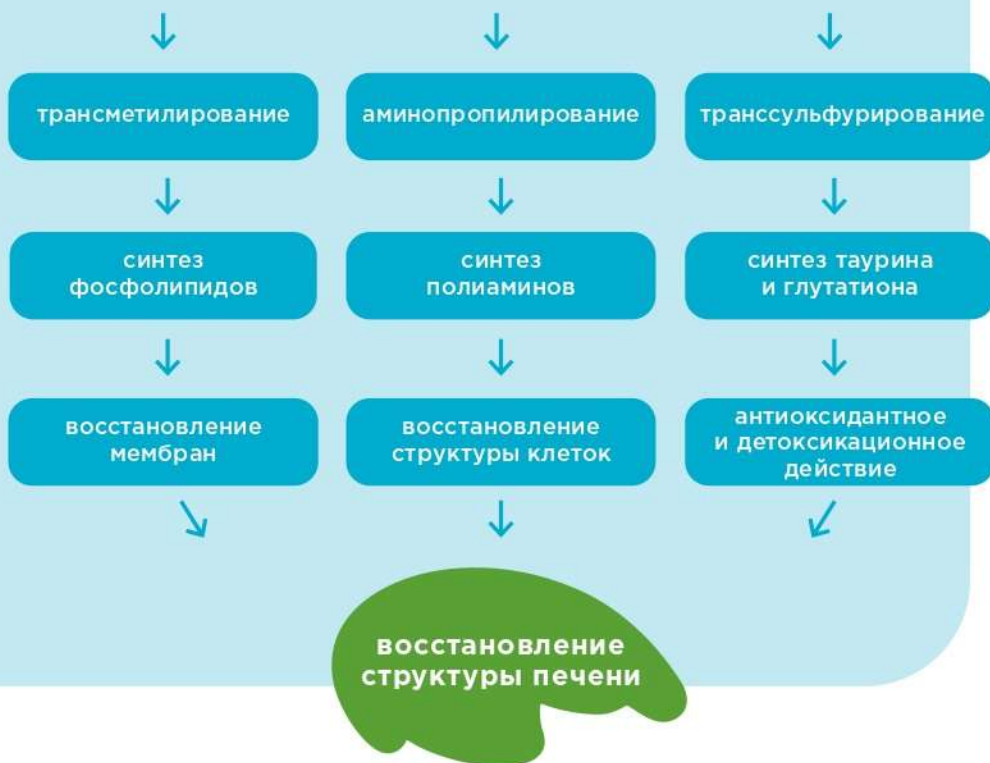 трансметилирование
аминопропилирование
транссульфурирование
синтез
фосфолипидов
синтез
полиаминов
синтез таурина
и глутатиона
восстановление
мембран
восстановление
структуры клеток
антиоксидантное
и детоксикационное
действие
восстановление
структуры печени